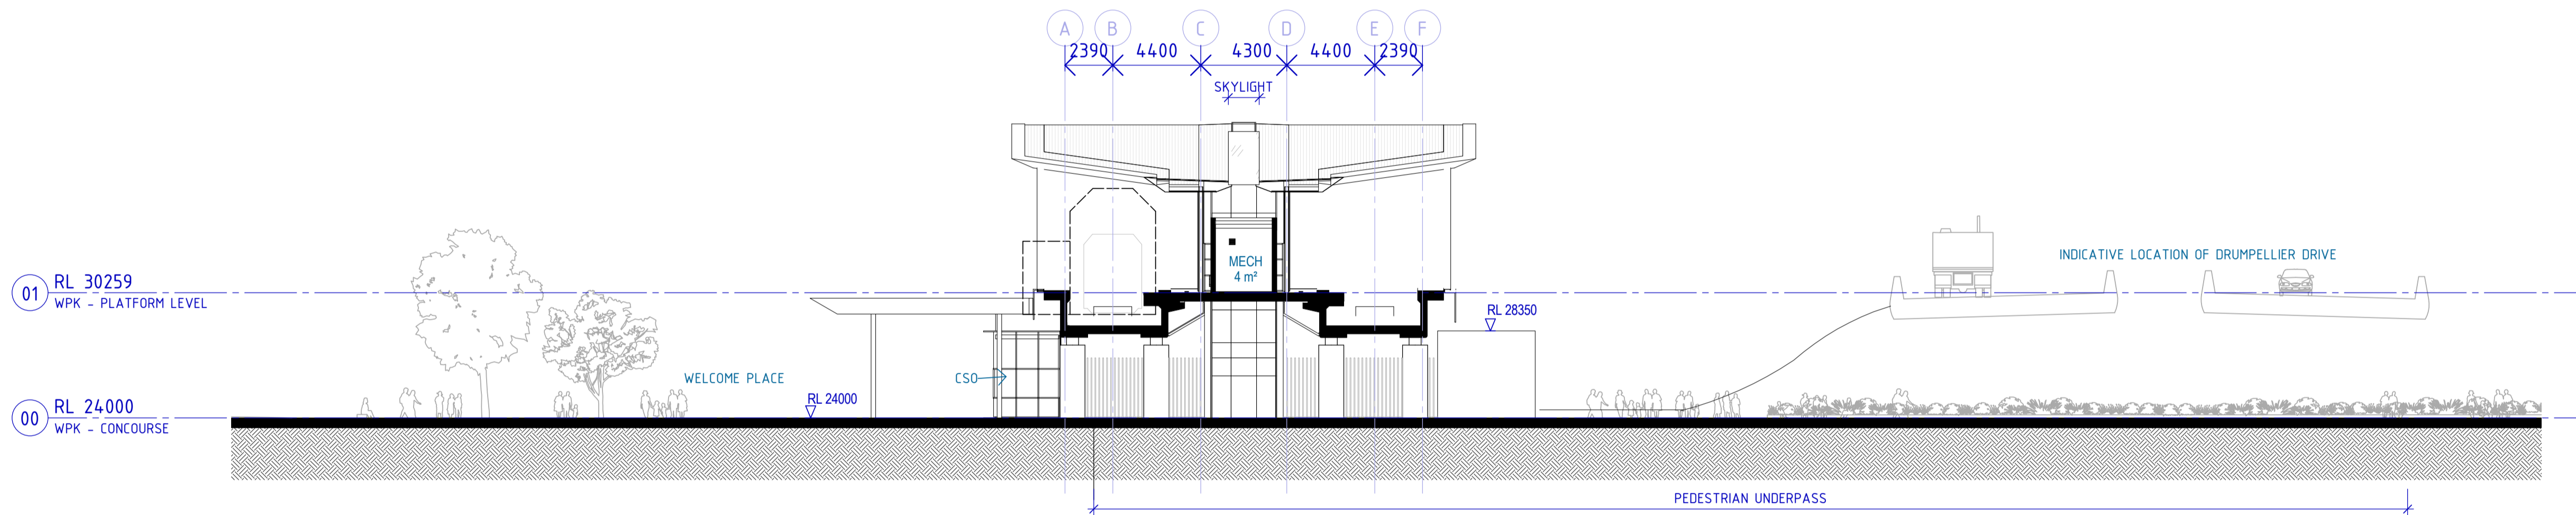 A B C D E F
2390 4400 4300 4400 2390
SKYLIGHT
MECH
4 m²
INDICATIVE LOCATION OF DRUMPELLIER DRIVE
01 RL 30259
WPK - PLATFORM LEVEL
RL 28350
WELCOME PLACE
CSO
RL 24000
00 RL 24000
WPK - CONCOURSE
PEDESTRIAN UNDERPASS